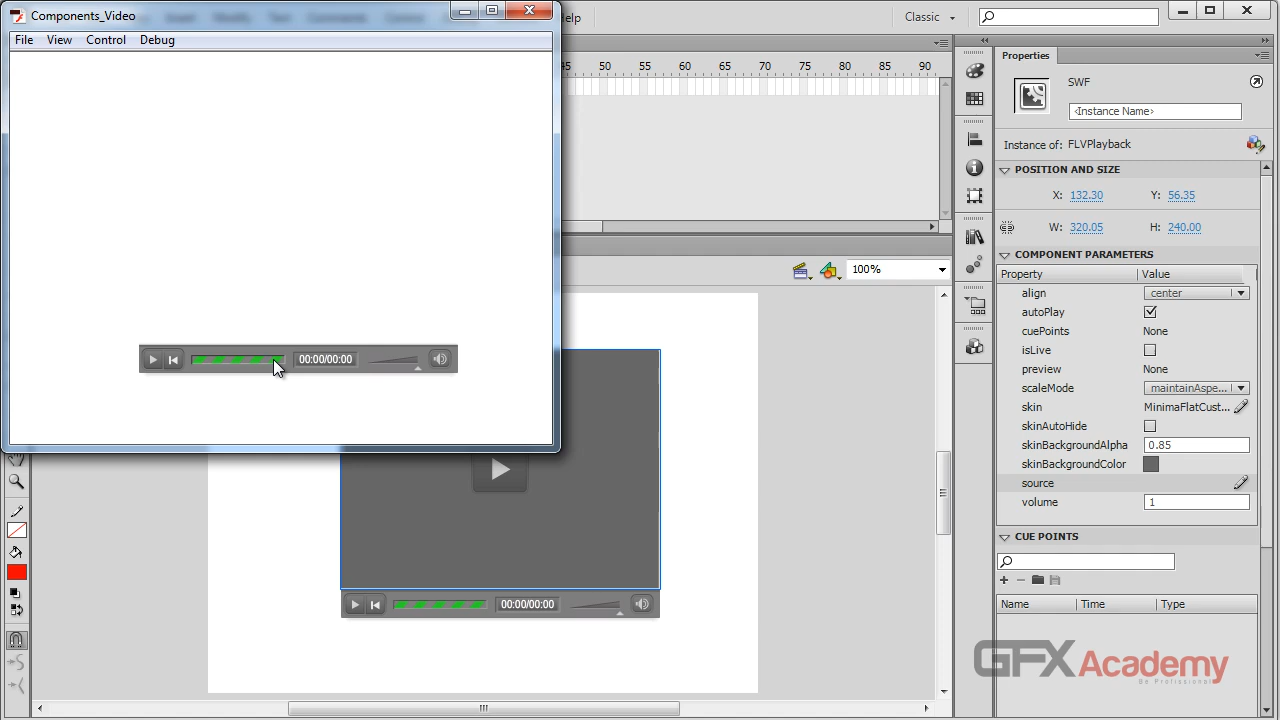 Components_Video
File View Control Debug
Help
Classic
45 50 55 60 65 70 75 80 85 90
100%
00:00/00:00
00:00/00:00
Properties
SWF
<Instance Name>
Instance of: FLVPlayback
POSITION AND SIZE
X: 132.30 Y: 56.35
W: 320.05 H: 240.00
COMPONENT PARAMETERS
Property Value
align center
autoPlay
cuePoints None
isLive
preview None
scaleMode maintainAspe...
skin MinimaFlatCust...
skinAutoHide
skinBackgroundAlpha 0.85
skinBackgroundColor
source
volume 1
CUE POINTS
Name Time Type
GFXAcademy
Be Professional